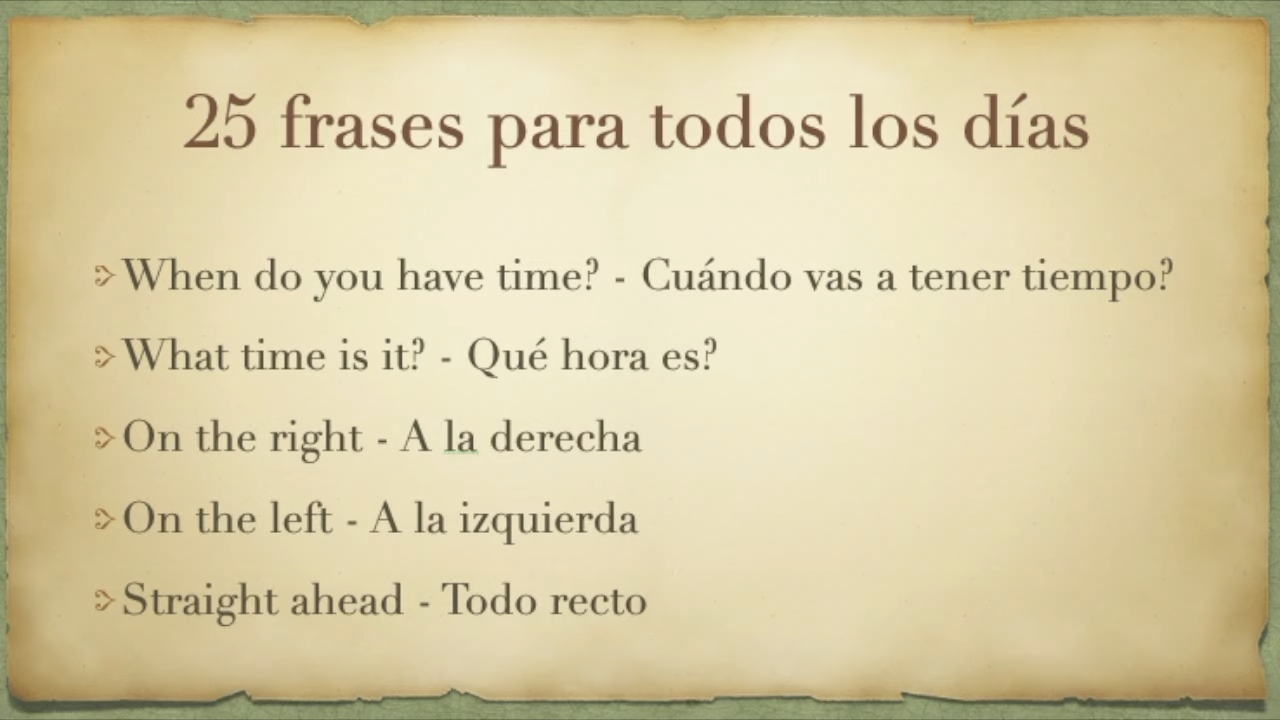 25 frases para todos los días
When do you have time? - Cuándo vas a tener tiempo?
What time is it? - Qué hora es?
On the right - A la derecha
On the left - A la izquierda
Straight ahead - Todo recto